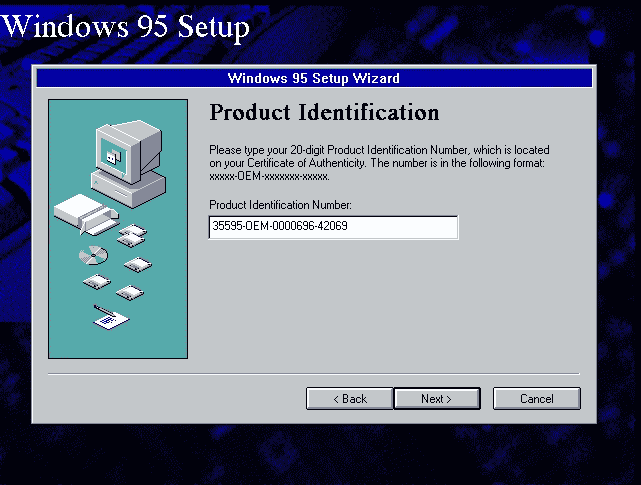 Windows 95 Setup
Windows 95 Setup Wizard
Product Identification
Please type your 20-digit Product Identification Number, which is located
on your Certificate of Authenticity. The number is in the following format:
xxxxx-OEM-xxxxxxx-xxxxx.
Product Identification Number:
35595-OEM-0000696-42069
< Back
Next >
Cancel